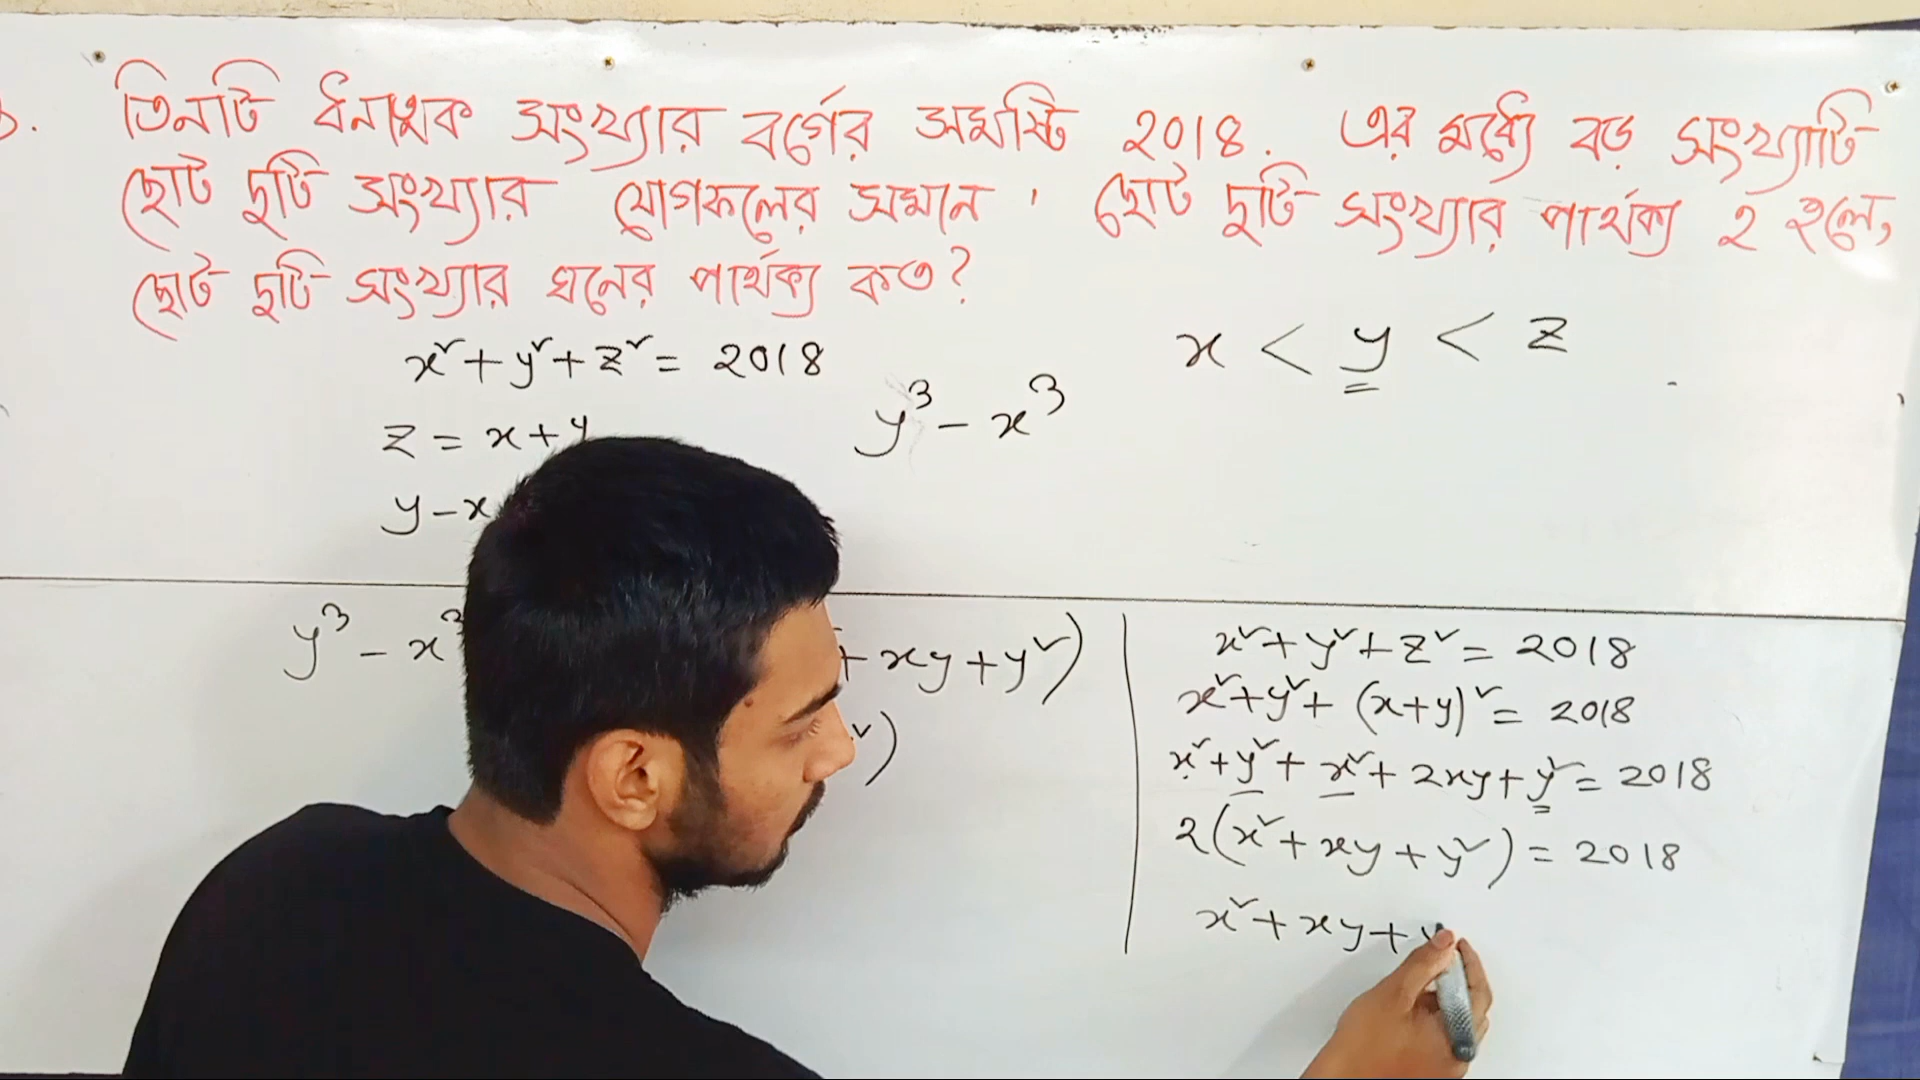 তিনটি ধনাত্মক সংখ্যার বর্গের সমষ্টি 2018. এর মধ্যে বড় সংখ্যাটি
ছোট দুটি সংখ্যার যোগফলের সমান, ছোট দুটি সংখ্যার পার্থক্য ২ হলে,
ছোট দুটি সংখ্যার ঘনের পার্থক্য কত?
x² + y² + z² = 2018
x < y < z
z = x + y
y³ - x³
y - x
y³ - x³
+ xy + y²)
²)
x² + y² + z² = 2018
x² + y² + (x+y)² = 2018
x² + y² + x² + 2xy + y² = 2018
2(x² + xy + y²) = 2018
x² + xy + y